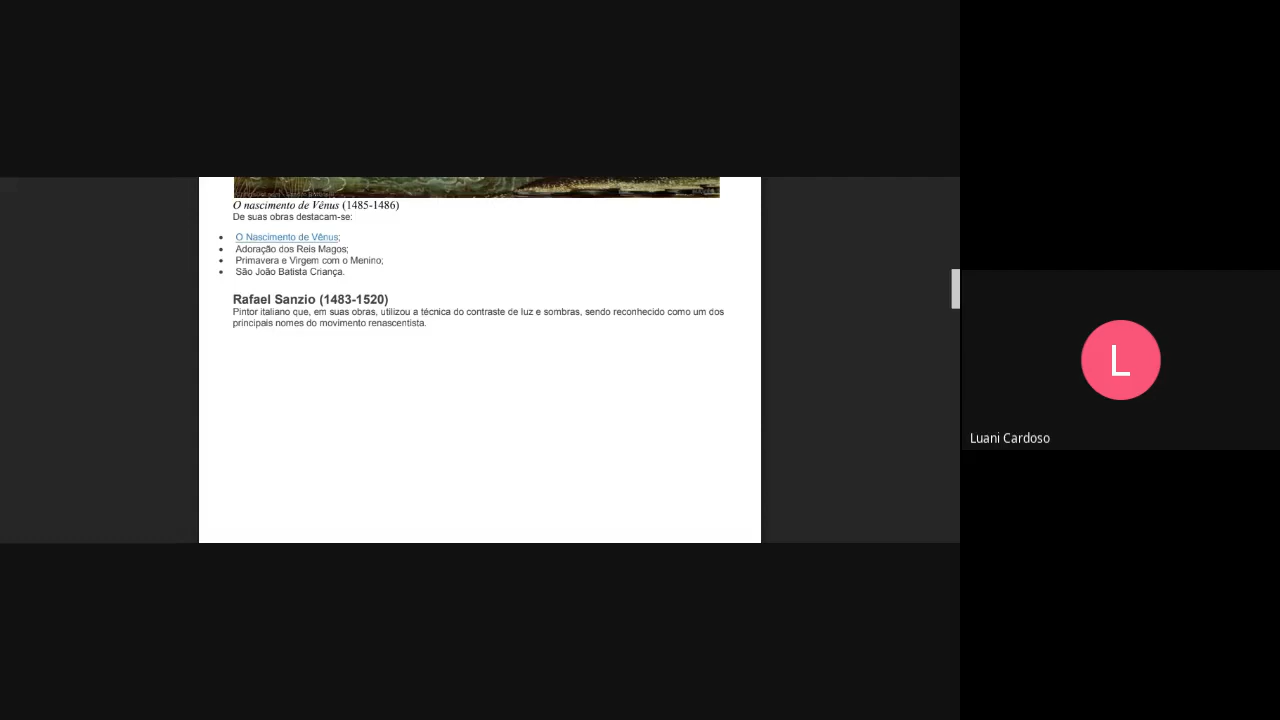 O nascimento de Vênus (1485-1486)
De suas obras destacam-se:
• O Nascimento de Vênus;
• Adoração dos Reis Magos;
• Primavera e Virgem com o Menino;
• São João Batista Criança.
Rafael Sanzio (1483-1520)
Pintor italiano que, em suas obras, utilizou a técnica do contraste de luz e sombras, sendo reconhecido como um dos
principais nomes do movimento renascentista.
L
Luani Cardoso